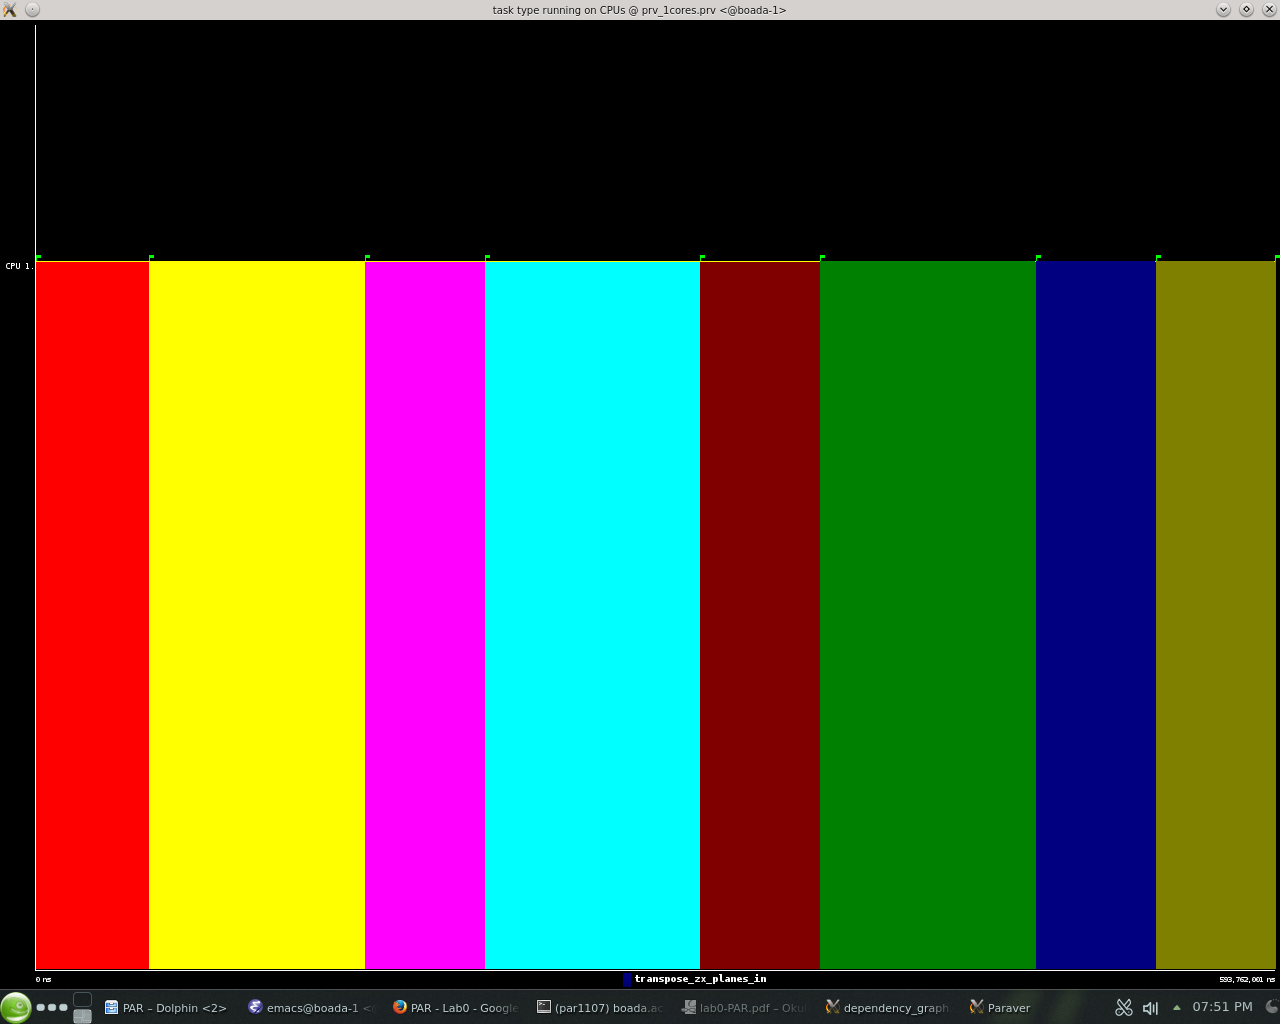 task type running on CPUs @ prv_1cores.prv <@boada-1>
CPU 1.
0 ns
transpose_zx_planes_in
593,762,001 ns
PAR – Dolphin <2>
emacs@boada-1 <
PAR - Lab0 - Google
(par1107) boada.ac
lab0-PAR.pdf – Oku
dependency_graph
Paraver
07:51 PM